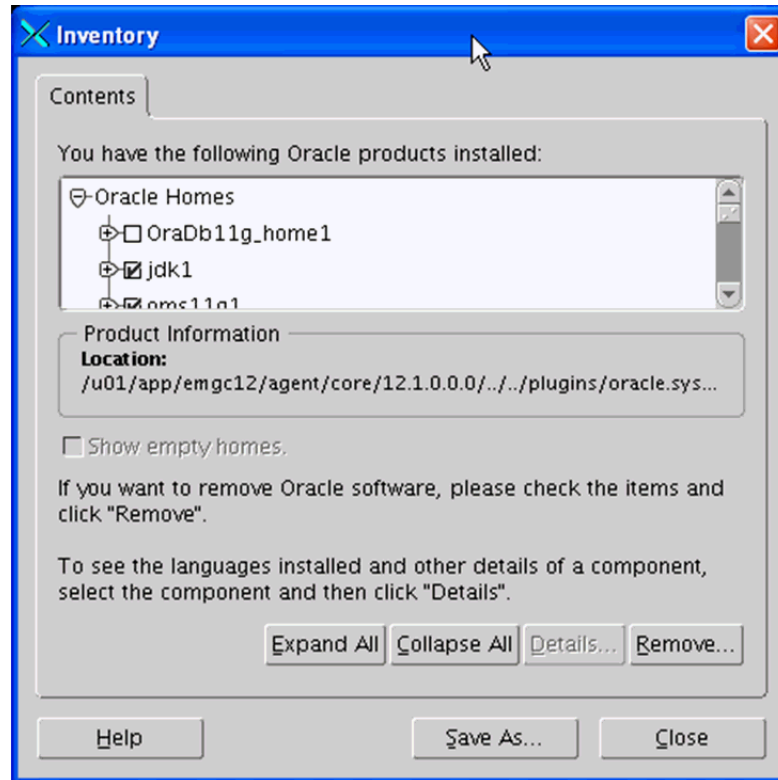 Inventory
Contents
You have the following Oracle products installed:
Oracle Homes
OraDb11g_home1
jdk1
oms11g1
Product Information
Location:
/u01/app/emgc12/agent/core/12.1.0.0.0/../../plugins/oracle.sys...
Show empty homes.
If you want to remove Oracle software, please check the items and
click "Remove".
To see the languages installed and other details of a component,
select the component and then click "Details".
Expand All Collapse All Details... Remove...
Help Save As... Close